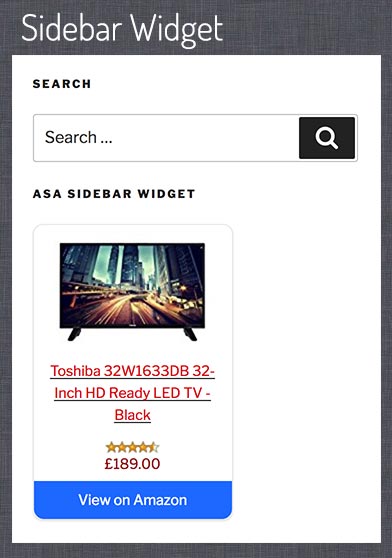 Sidebar Widget
SEARCH
Search ...
ASA SIDEBAR WIDGET
Toshiba 32W1633DB 32-
Inch HD Ready LED TV -
Black
£189.00
View on Amazon